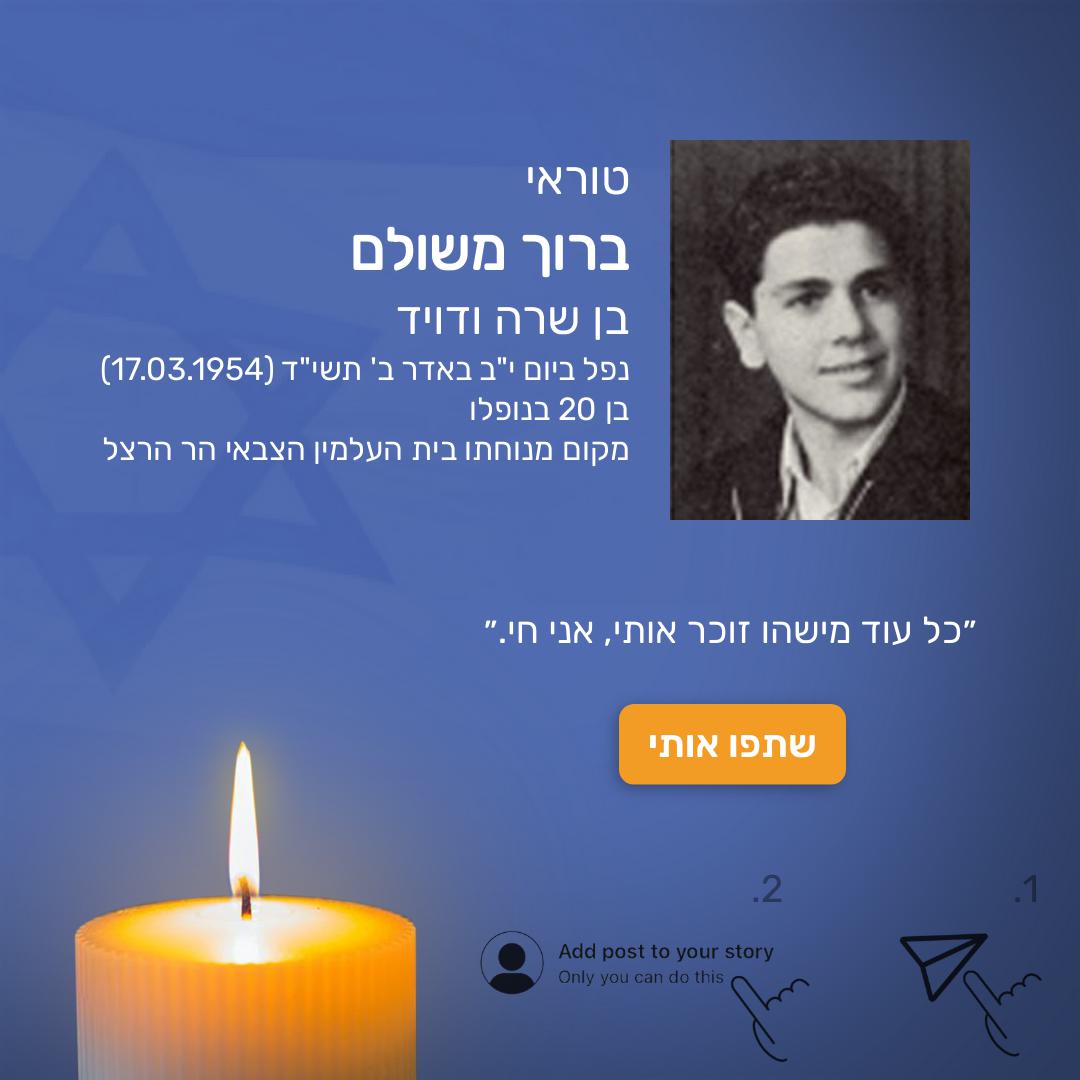 טוראי
ברוך משולם
בן שרה ודויד
נפל ביום י"ב באדר ב' תשי"ד (17.03.1954)
בן 20 בנופלו
מקום מנוחתו בית העלמין הצבאי הר הרצל
״כל עוד מישהו זוכר אותי, אני חי.״
שתפו אותי
1.
2.
Add post to your story
Only you can do this